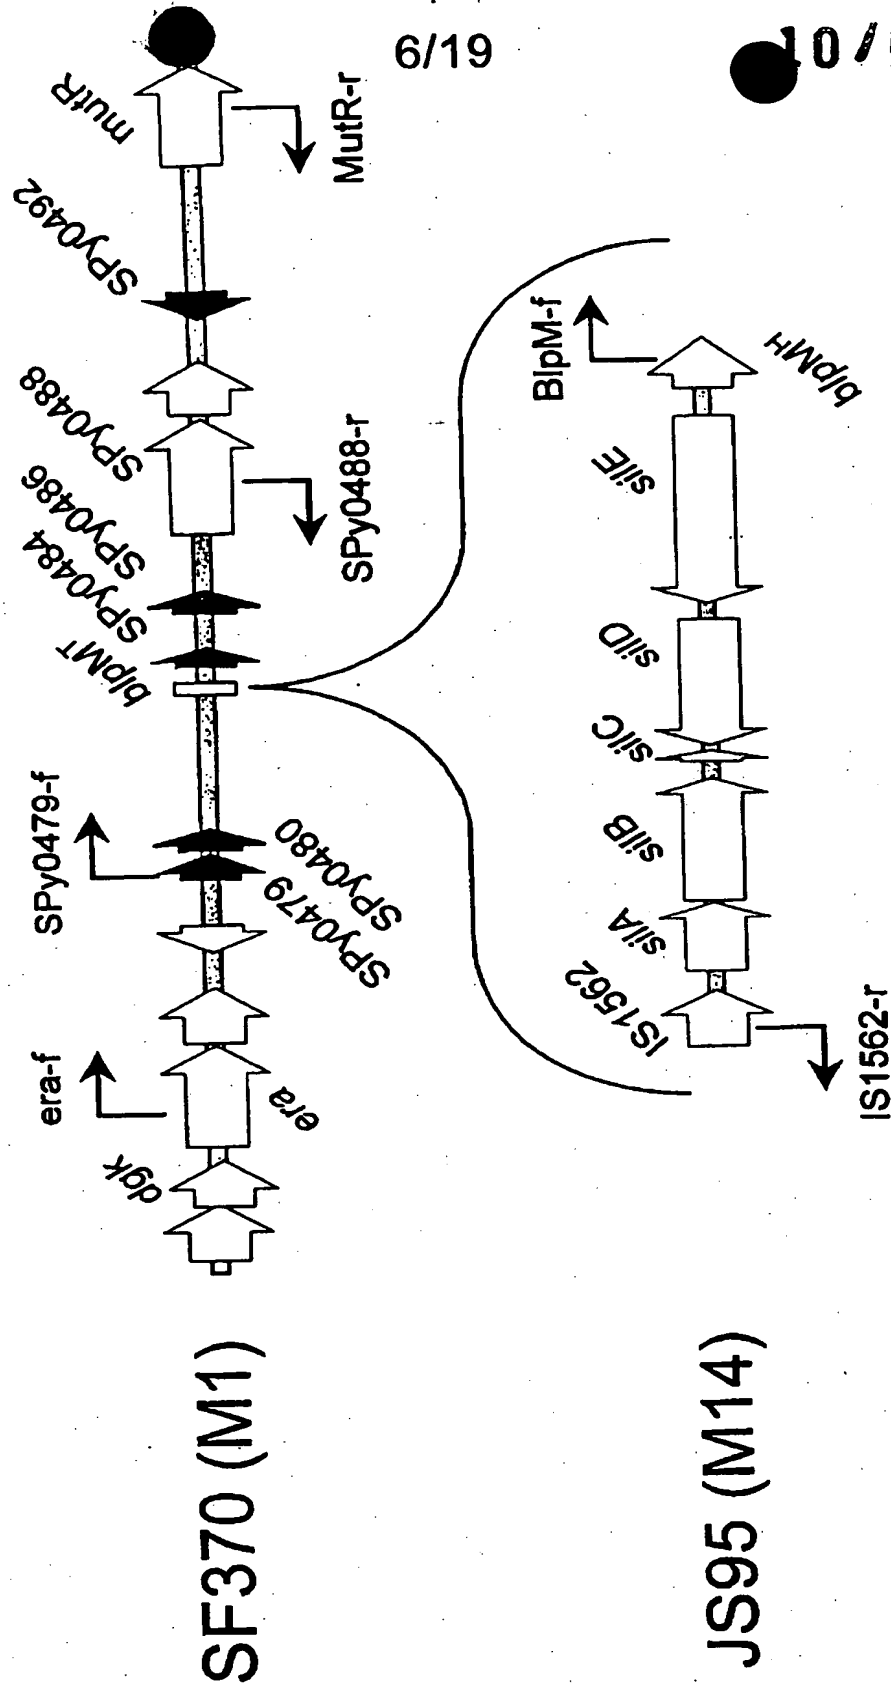 6/19
10/
SF370 (M1)
dgk
era
era-f
SPy0479
SPy0480
SPy0479-f
blpMT
SPy0484
SPy0486
SPy0488
SPy0488-r
SPy0492
mutR
MutR-r
JS95 (M14)
IS1562
IS1562-r
silA
silB
silC
silD
silE
BlpM-f
blpMH